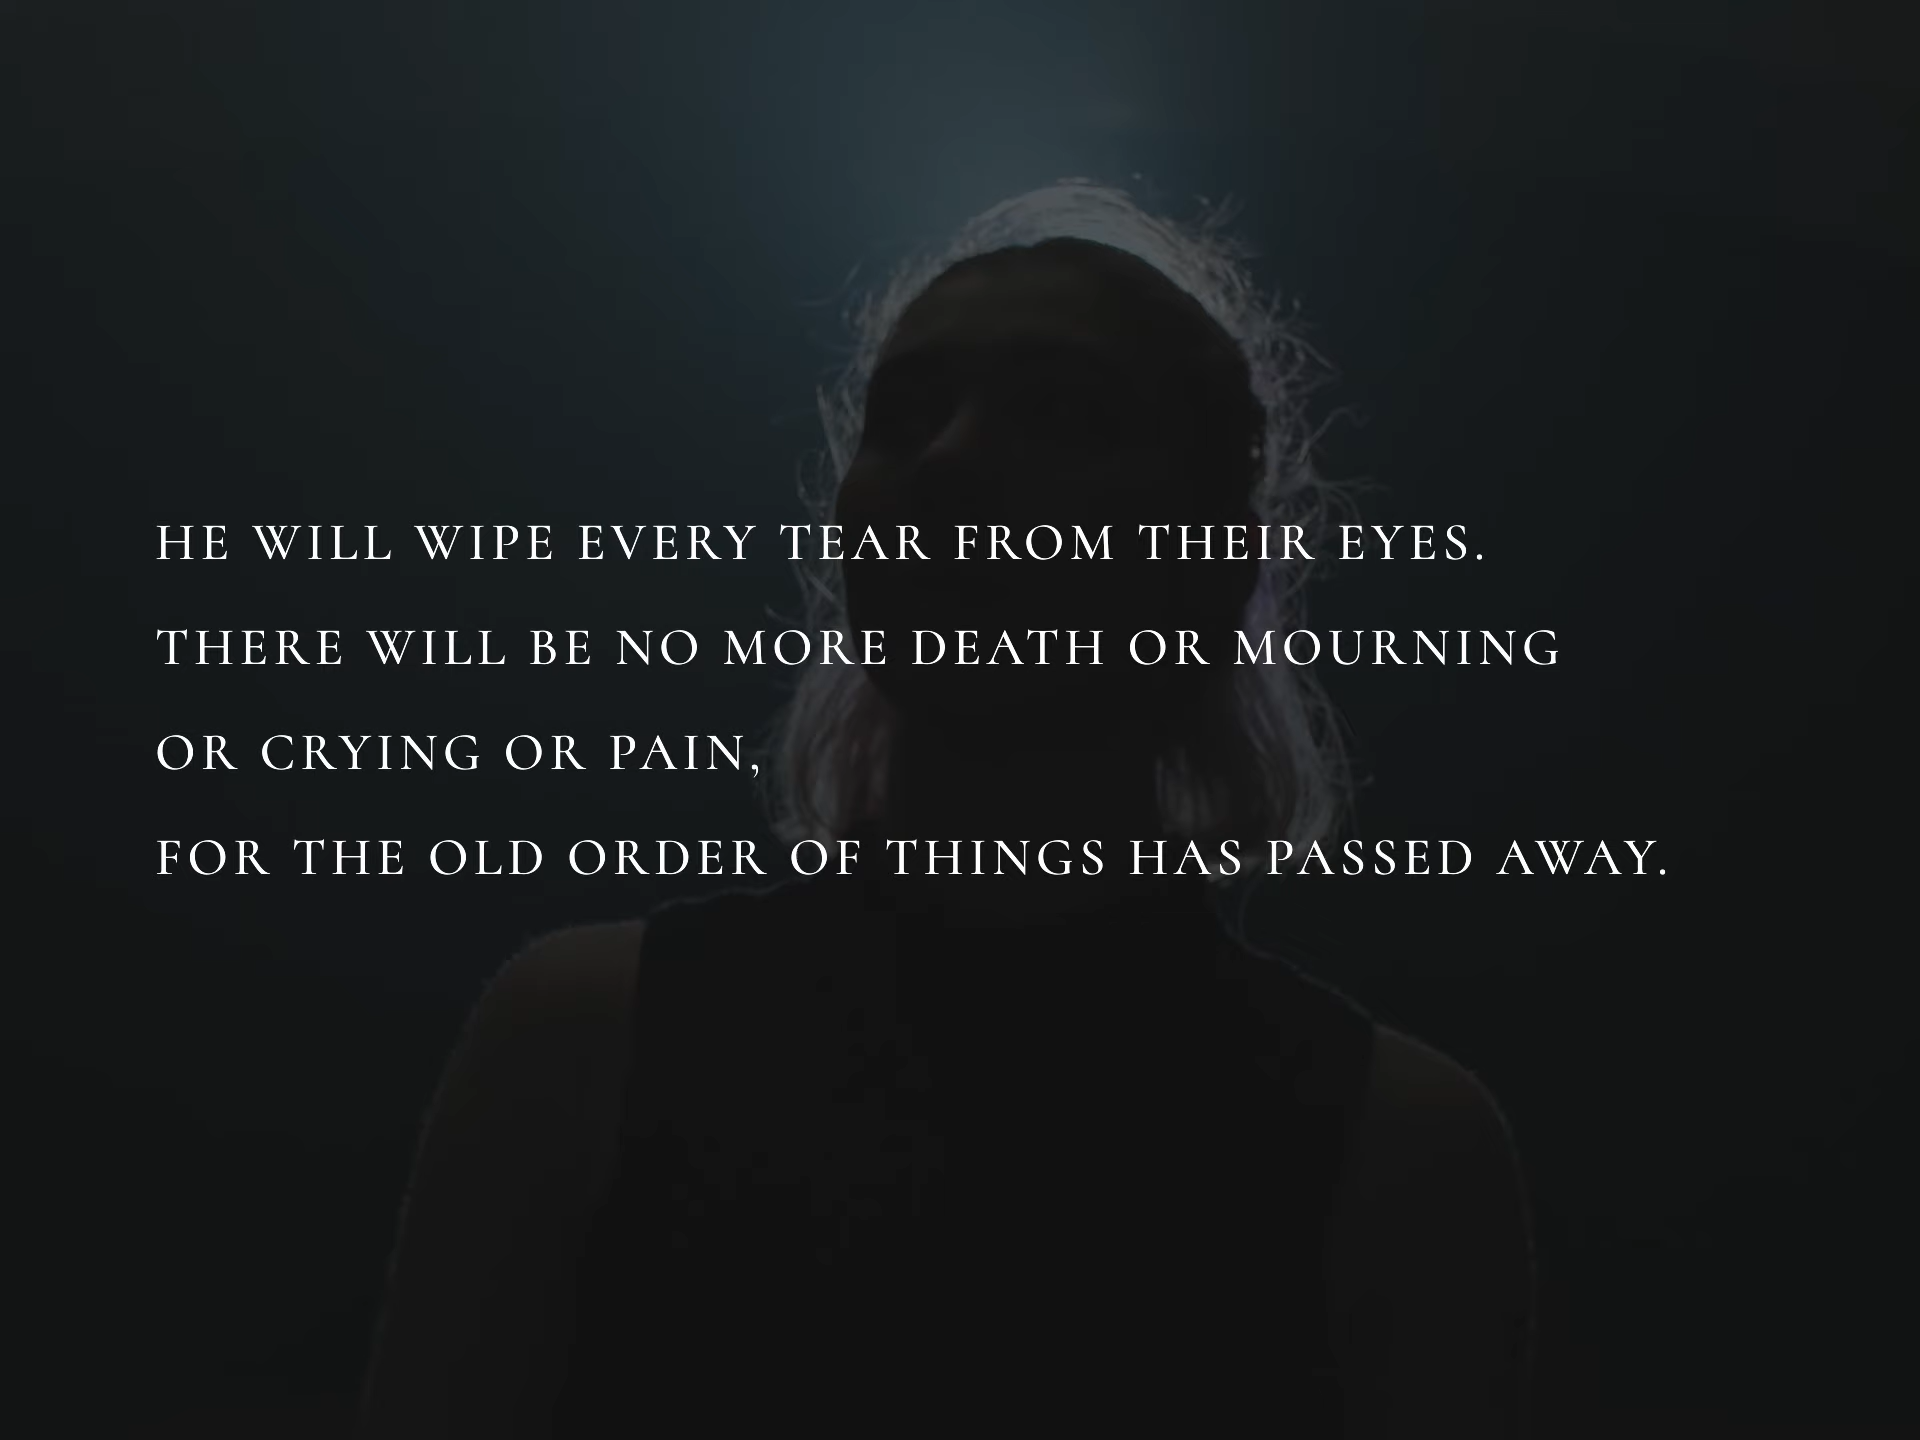 HE WILL WIPE EVERY TEAR FROM THEIR EYES.
THERE WILL BE NO MORE DEATH OR MOURNING
OR CRYING OR PAIN,
FOR THE OLD ORDER OF THINGS HAS PASSED AWAY.